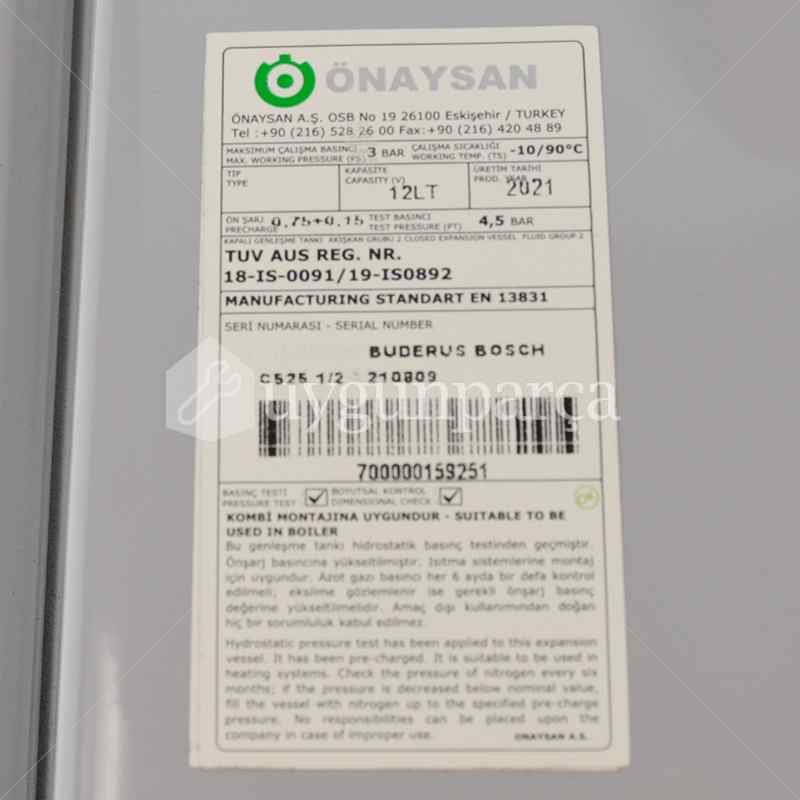 ÖNAYSAN
ÖNAYSAN A.Ş. OSB No 19 26100 Eskişehir / TURKEY
Tel :+90 (216) 528 26 00 Fax:+90 (216) 420 48 89
MAKSIMUM ÇALIŞMA BASINCI
MAX. WORKING PRESSURE (PS) 3 BAR
ÇALIŞMA SICAKLIĞI
WORKING TEMP. (TS) -10/90°C
TIP
TYPE
KAPASİTE
CAPACITY (V) 12LT
ÜRETİM TARİHİ
PROD. YEAR 2021
ÖN ŞARJ
PRECHARGE 0,75+0,15
TEST BASINCI
TEST PRESSURE (PT) 4,5 BAR
KAPALI GENLEŞME TANKI AKIŞKAN GRUBU 2 CLOSED EXPANSION VESSEL FLUID GROUP 2
TUV AUS REG. NR.
18-IS-0091/19-IS0892
MANUFACTURING STANDART EN 13831
SERI NUMARASI - SERIAL NUMBER
BUDERUS BOSCH
C525 1/2 210809
uygunparça
700000159251
BASINÇ TESTİ
PRESSURE TEST
BOYUTSAL KONTROL
DIMENSIONAL CHECK
KOMBİ MONTAJINA UYGUNDUR - SUITABLE TO BE
USED IN BOILER
Bu genleşme tankı hidrostatik basınç testinden geçmiştir.
Önşarj basıncına yükseltilmiştir. Isıtma sistemlerine montaj
için uygundur. Azot gazı basıncı her 6 ayda bir defa kontrol
edilmeli; eksilme gözlemlenir ise gerekli önşarj basınç
değerine yükseltilmelidir. Amaç dışı kullanımından doğan
hiç bir sorumluluk kabul edilmez.
Hydrostatic pressure test has been applied to this expansion
vessel. It has been pre-charged. It is suitable to be used in
heating systems. Check the pressure of nitrogen every six
months; if the pressure is decreased below nominal value,
fill the vessel with nitrogen up to the specified pre-charge
pressure. No responsibilities can be placed upon the
company in case of improper use.
ONAYSAN A.S.